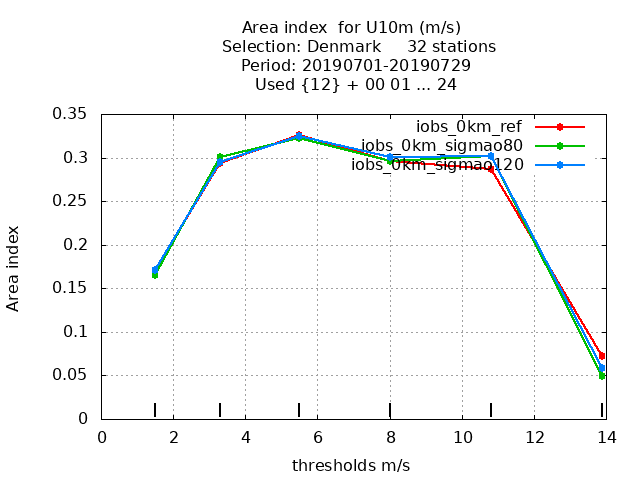 Area index  for U10m (m/s)
Selection: Denmark     32 stations
Period: 20190701-20190729
Used {12} + 00 01 ... 24
0.35
0.3
0.25
0.2
0.15
0.1
0.05
0
Area index
iobs_0km_ref
iobs_0km_sigmao80
iobs_0km_sigmao120
0 2 4 6 8 10 12 14
thresholds m/s